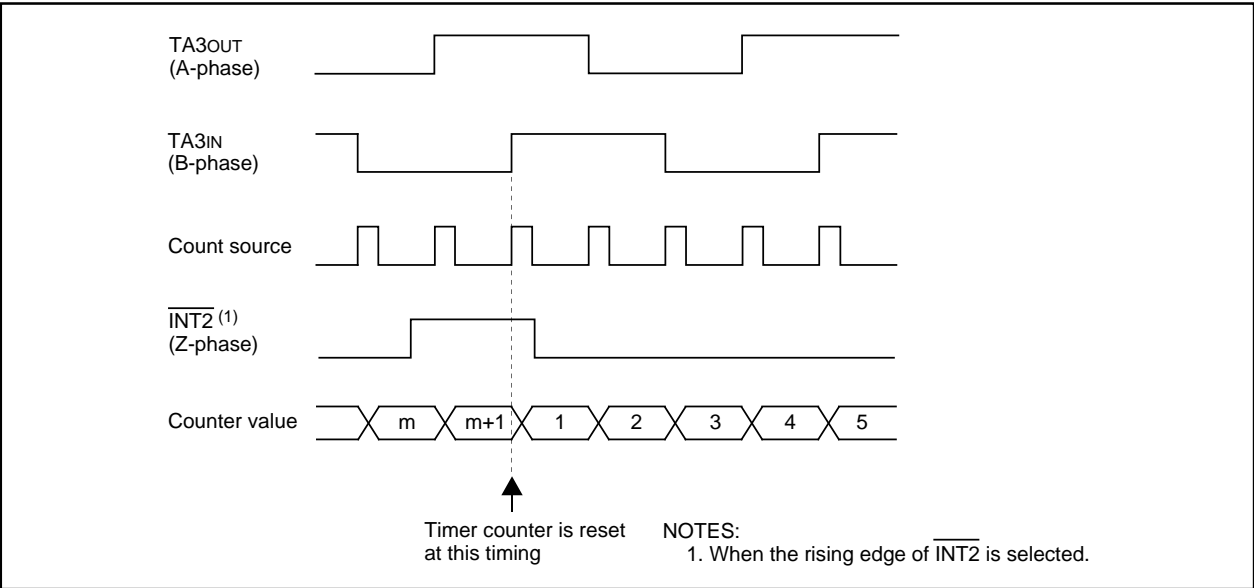 TA3OUT
(A-phase)
TA3IN
(B-phase)
Count source
INT2 (1)
(Z-phase)
Counter value
m
m+1
1
2
3
4
5
Timer counter is reset
at this timing
NOTES:
1. When the rising edge of INT2 is selected.